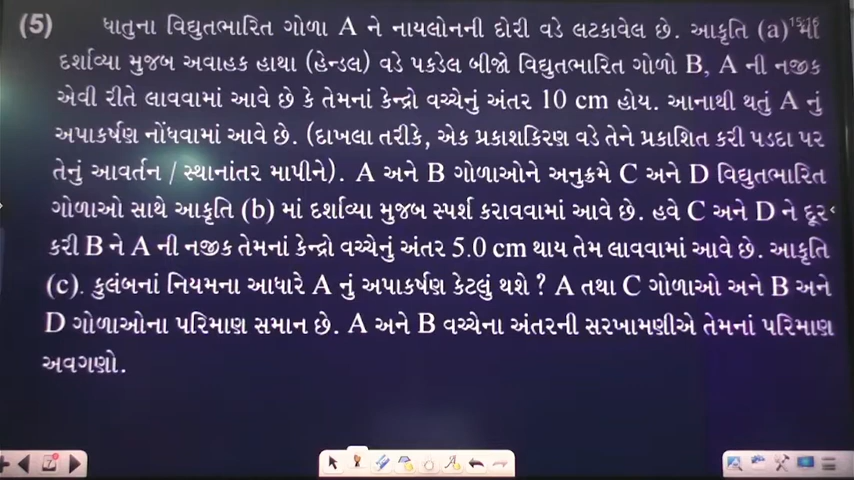 (5) ધાતુના વિદ્યુતભારિત ગોળા A ને નાયલોનની દોરી વડે લટકાવેલ છે. આકૃતિ (a) માં
દર્શાવ્યા મુજબ અવાહક હાથા (હેન્ડલ) વડે પકડેલ બીજો વિદ્યુતભારિત ગોળો B, A ની નજીક
એવી રીતે લાવવામાં આવે છે કે તેમનાં કેન્દ્રો વચ્ચેનું અંતર 10 cm હોય. આનાથી થતું A નું
અપાકર્ષણ નોંધવામાં આવે છે. (દાખલા તરીકે, એક પ્રકાશકિરણ વડે તેને પ્રકાશિત કરી પડદા પર
તેનું આવર્તન / સ્થાનાંતર માપીને). A અને B ગોળાઓને અનુક્રમે C અને D વિદ્યુતભારિત
ગોળાઓ સાથે આકૃતિ (b) માં દર્શાવ્યા મુજબ સ્પર્શ કરાવવામાં આવે છે. હવે C અને D ને દૂર
કરી B ને A ની નજીક તેમનાં કેન્દ્રો વચ્ચેનું અંતર 5.0 cm થાય તેમ લાવવામાં આવે છે. આકૃતિ
(c). કુલંબનાં નિયમના આધારે A નું અપાકર્ષણ કેટલું થશે ? A તથા C ગોળાઓ અને B અને
D ગોળાઓના પરિમાણ સમાન છે. A અને B વચ્ચેના અંતરની સરખામણીએ તેમનાં પરિમાણ
અવગણો.